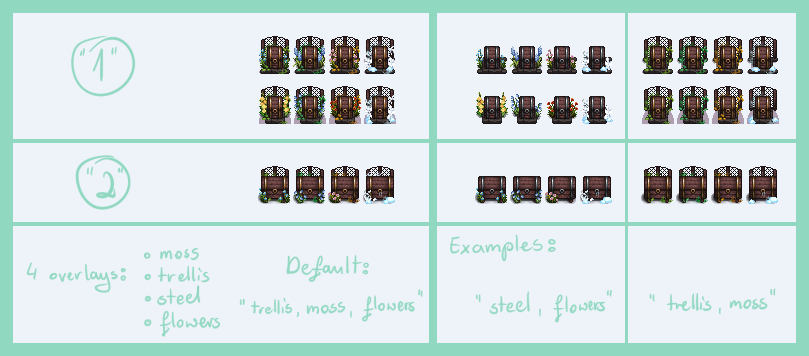 "1"
"2"
4 overlays:
• moss
• trellis
• steel
• flowers
Default:
"trellis, moss, flowers"
Examples:
"steel, flowers"
"trellis, moss"